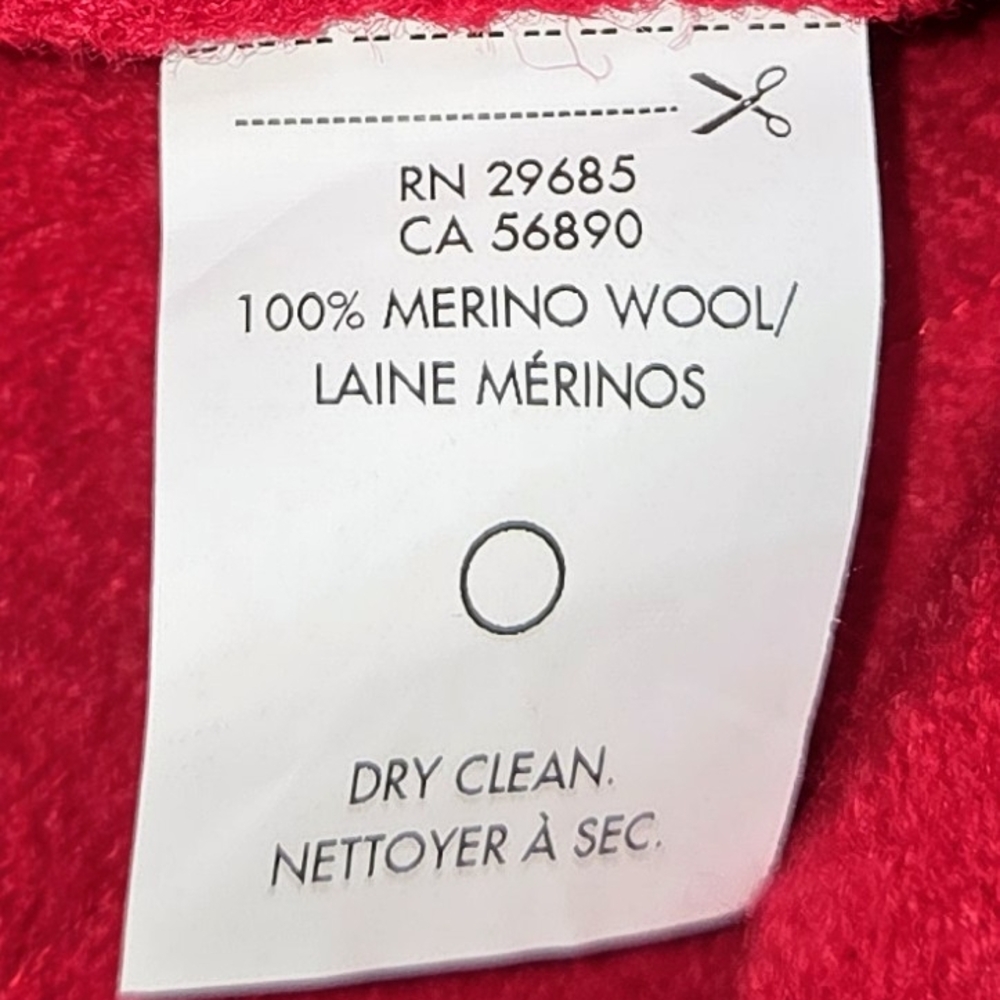 RN 29685
CA 56890
100% MERINO WOOL/
LAINE MÉRINOS
DRY CLEAN.
NETTOYER À SEC.